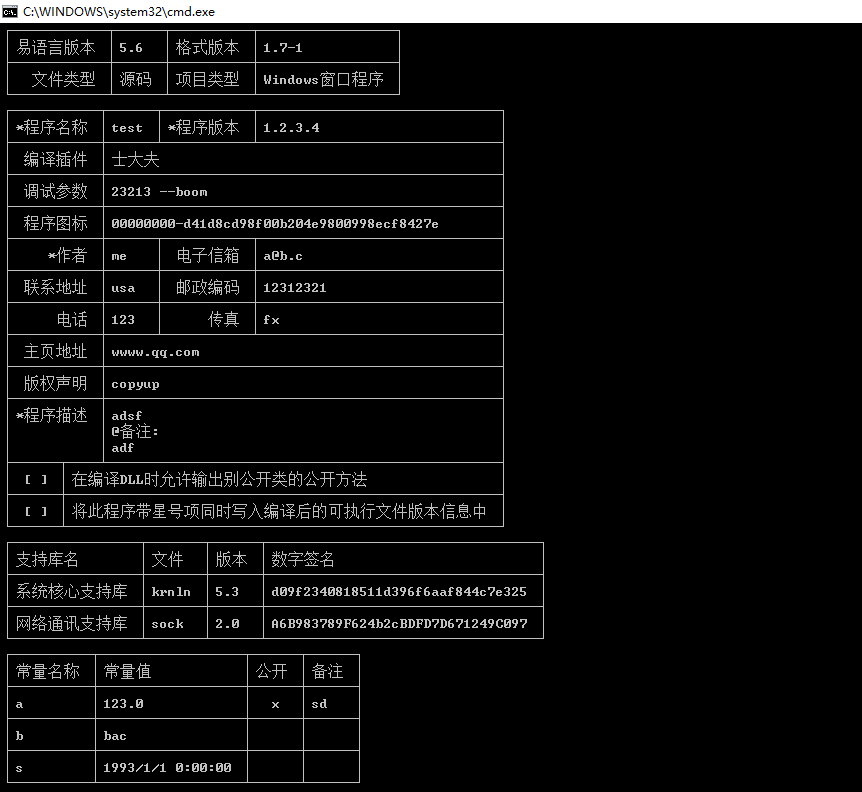 C:\WINDOWS\system32\cmd.exe
易语言版本 5.6 格式版本 1.7-1
文件类型 源码 项目类型 Windows窗口程序
*程序名称 test *程序版本 1.2.3.4
编译插件 士大夫
调试参数 23213 --boom
程序图标 00000000-d41d8cd98f00b204e9800998ecf8427e
*作者 me 电子信箱 a@b.c
联系地址 usa 邮政编码 12312321
电话 123 传真 fx
主页地址 wwww.qq.com
版权声明 copyup
*程序描述 adsf
@备注:
adf
[ ] 在编译DLL时允许输出别公开类的公开方法
[ ] 将此程序带星号项同时写入编译后的可执行文件版本信息中
支持库名 文件 版本 数字签名
系统核心支持库 krnln 5.3 d09f2340818511d396f6aaf844c7e325
网络通讯支持库 sock 2.0 A6B983789F624b2cBDFD7D671249C097
常量名称 常量值 公开 备注
a 123.0 x sd
b bac
s 1993/1/1 0:00:00